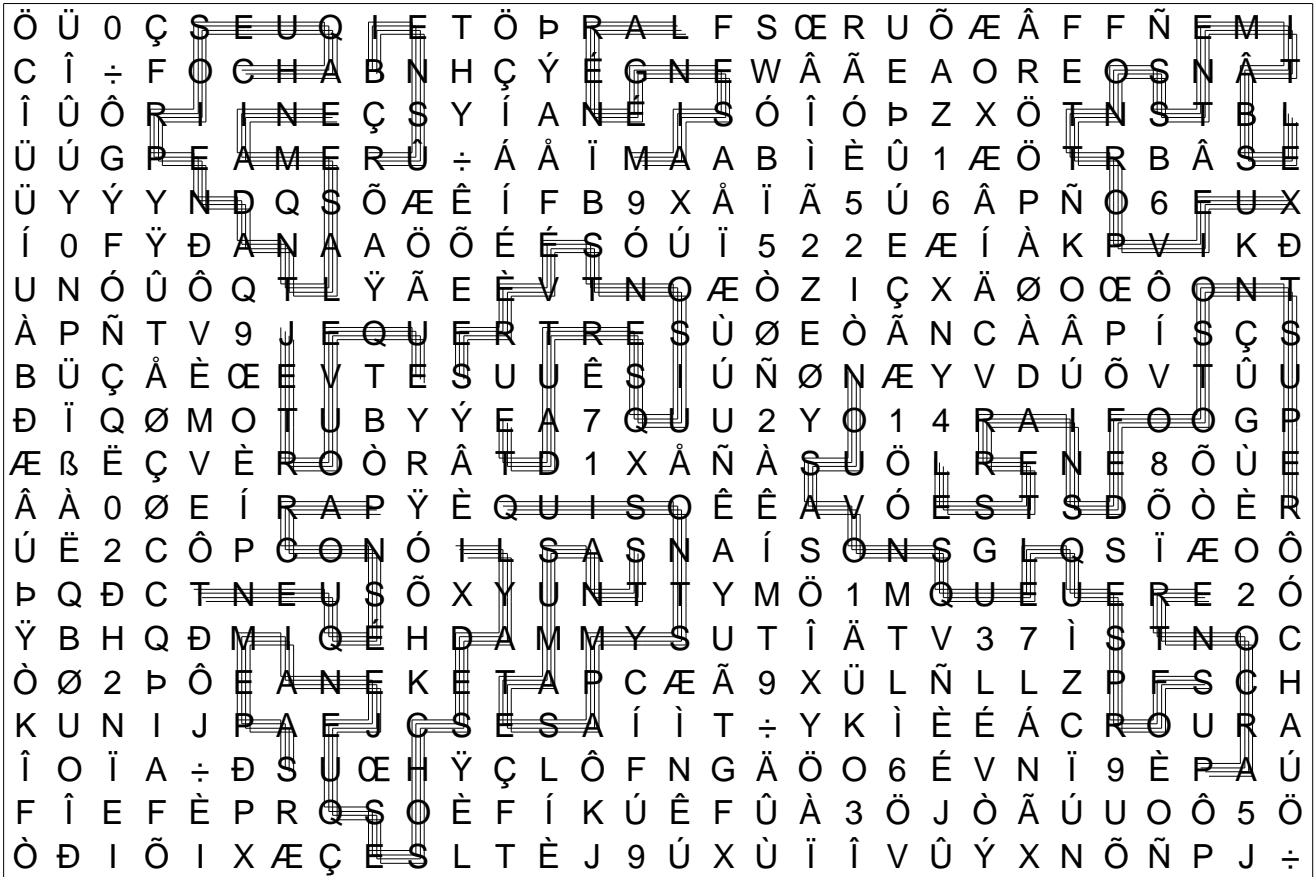 Ö Ü 0 Ç S E U Q I E T Ö Þ R A L F S Œ R U Õ Æ Â F F Ñ E M I
C Î ÷ F O C H A B N H Ç Ý É G N E W Â Ã E A O R E O S N Â T
Î Û Ô R I I N E Ç S Y Í A N É I S Ó Î Ó Þ Z X Ö T N S T B L
Ü Ú G P E A M E R Û ÷ Á Å Ï M A A B Ì È Û 1 Æ Ö T R B Â S E
Ü Y Ý Y N D Q S Õ Æ Ê Í F B 9 X Å Ï Ã 5 Ú 6 Â P Ñ O 6 E U X
Í 0 F Ÿ Ð A N A A Ö Õ É É S Ó Ú Ï 5 2 2 E Æ Í À K P V I K Ð
U N Ó Û Ô Q T L Ÿ Ã E È V T N O Æ Ò Z I Ç X Ä Ø O Œ Ô O N T
À P Ñ T V 9 J E Q U E R T R E S Ù Ø E Ò Ã N C À Â P Í S Ç S
B Ü Ç Å È Œ E V T E S U U Ê S I Ú Ñ Ø N Æ Y V D Ú Õ V T Û U
Ð Ï Q Ø M O T U B Y Ý E A 7 Q U U 2 Y O 1 4 R A I F O O G P
Æ ß Ë Ç V È R O Ò R Â T D 1 X Å Ñ À S U Ö L R E N E 8 Õ Ù E
Â À 0 Ø E Í R A P Ÿ È Q U I S O Ê Ê A V Ó E S T S D Õ Ò È R
Ú Ë 2 C Ô P C O N Ó I L S A S N A Í S O N S G L Q S Ï Æ O Ô
Þ Q Ð C T N E U S Õ X Y U N T T Y M Ö 1 M Q U E U E R E 2 Ó
Ÿ B H Q Ð M I Q É H D A M M Y S U T Î Ä T V 3 7 Ì S T N O C
Ò Ø 2 Þ Ô E A N E K E T A P C Æ Ã 9 X Ü L Ñ L L Z P F S C H
K U N I J P A E J C S E S A Í Ì T ÷ Y K Ì È É Á C R O U R A
Î O Ï A ÷ Ð S U Œ H Ÿ Ç L Ô F N G Ä Ö O 6 É V N Ï 9 È P A Ú
F Î E F È P R Q S O È F Í K Ú Ê F Û À 3 Ö J Ò Ã Ú U O Ô 5 Ö
Ò Ð I Õ I X Æ Ç E S L T È J 9 Ú X Ù Ï Î V Û Ý X N Õ Ñ P J ÷